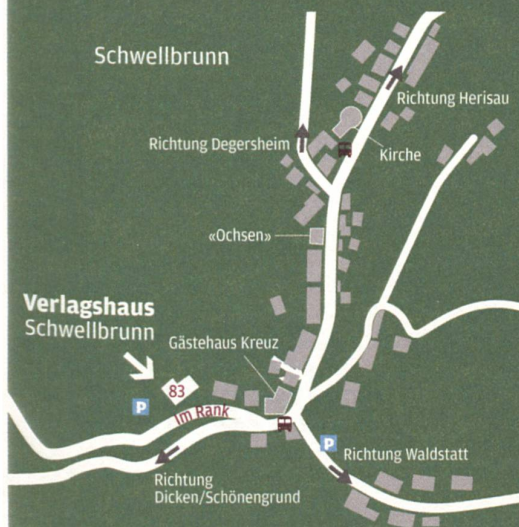 Schwellbrunn
Richtung Herisau
Richtung Degersheim
Kirche
«Ochsen»
Verlagshaus
Schwellbrunn
Gästehaus Kreuz
83
P
Im Rank
P
Richtung Waldstatt
Richtung
Dicken/Schönengrund